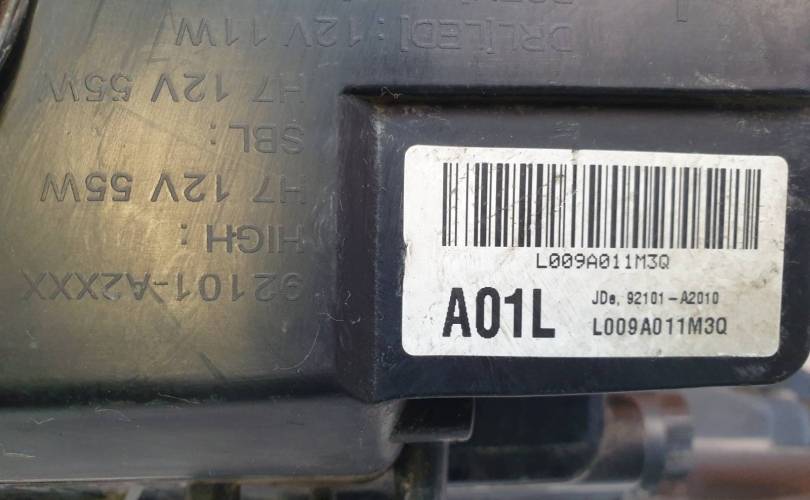 92101-A2XXX
HIGH :
H7 12V 55W
SBL :
H7 12V 55W
DRL[LED] : 12V 11W
L009A011M3Q
A01L
JDe, 92101-A2010
L009A011M3Q